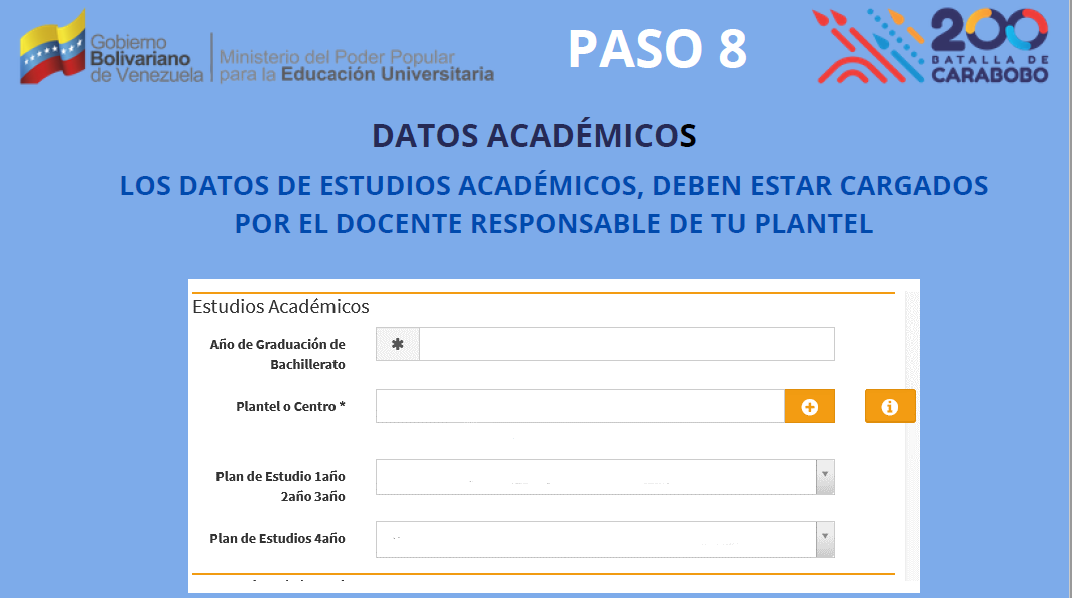 Gobierno
Bolivariano
de Venezuela
Ministerio del Poder Popular
para la Educación Universitaria
PASO 8
200
BATALLA DE
CARABOBO
DATOS ACADÉMICOS
LOS DATOS DE ESTUDIOS ACADÉMICOS, DEBEN ESTAR CARGADOS
POR EL DOCENTE RESPONSABLE DE TU PLANTEL
Estudios Académicos
Año de Graduación de
Bachillerato
Plantel o Centro *
Plan de Estudio 1año
2año 3año
Plan de Estudios 4año